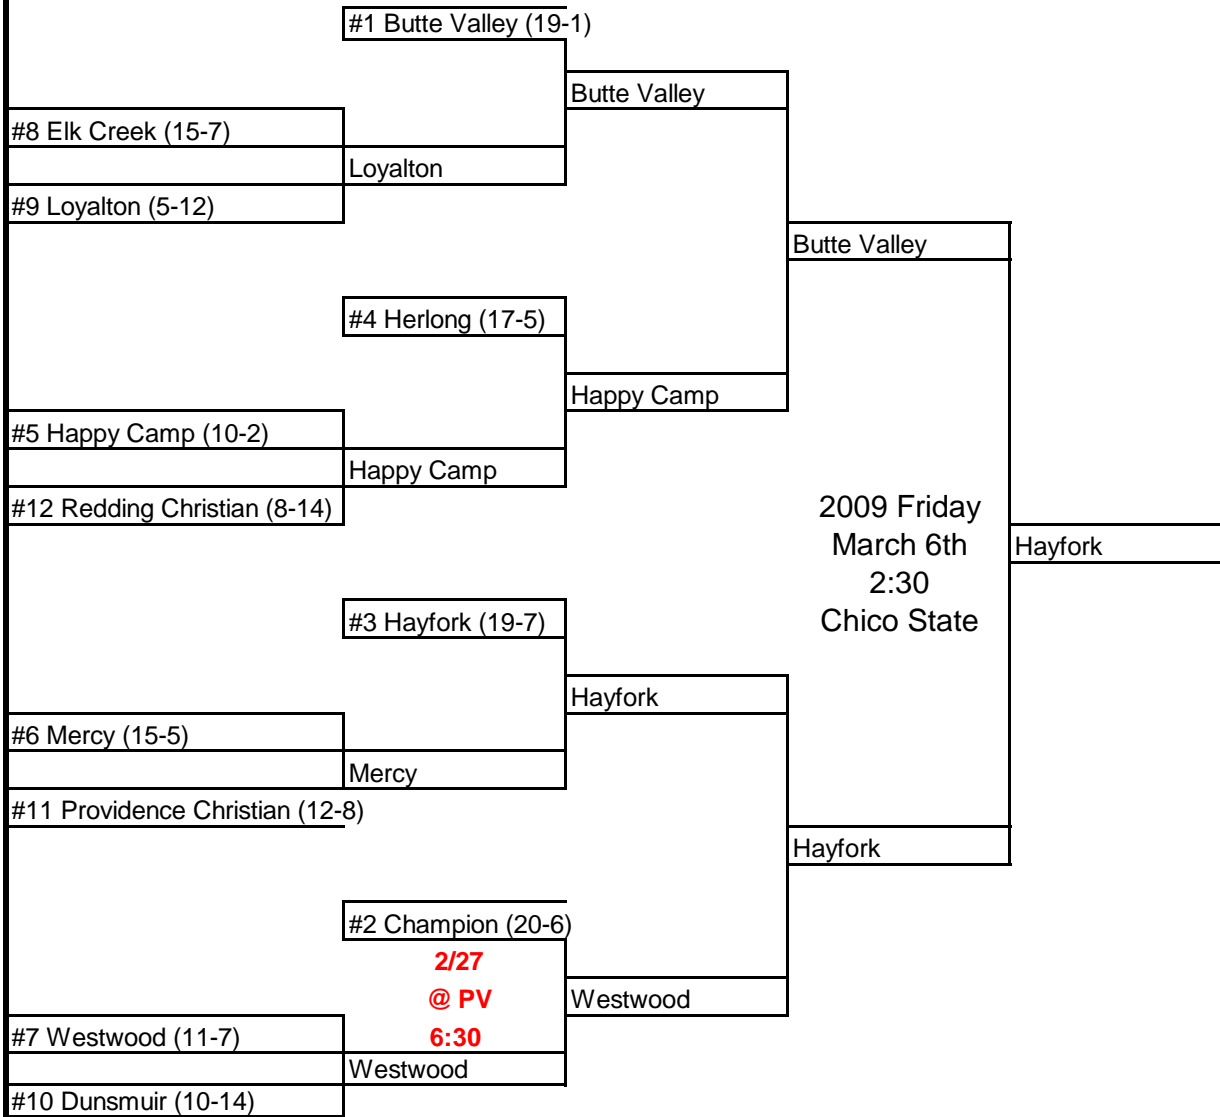 #1 Butte Valley (19-1)
Butte Valley
#8 Elk Creek (15-7)
Loyalton
#9 Loyalton (5-12)
Butte Valley
#4 Herlong (17-5)
Happy Camp
#5 Happy Camp (10-2)
Happy Camp
#12 Redding Christian (8-14)
2009 Friday
March 6th
2:30
Chico State
Hayfork
#3 Hayfork (19-7)
Hayfork
#6 Mercy (15-5)
Mercy
#11 Providence Christian (12-8)
Hayfork
#2 Champion (20-6)
2/27
@ PV
6:30
Westwood
#7 Westwood (11-7)
Westwood
#10 Dunsmuir (10-14)